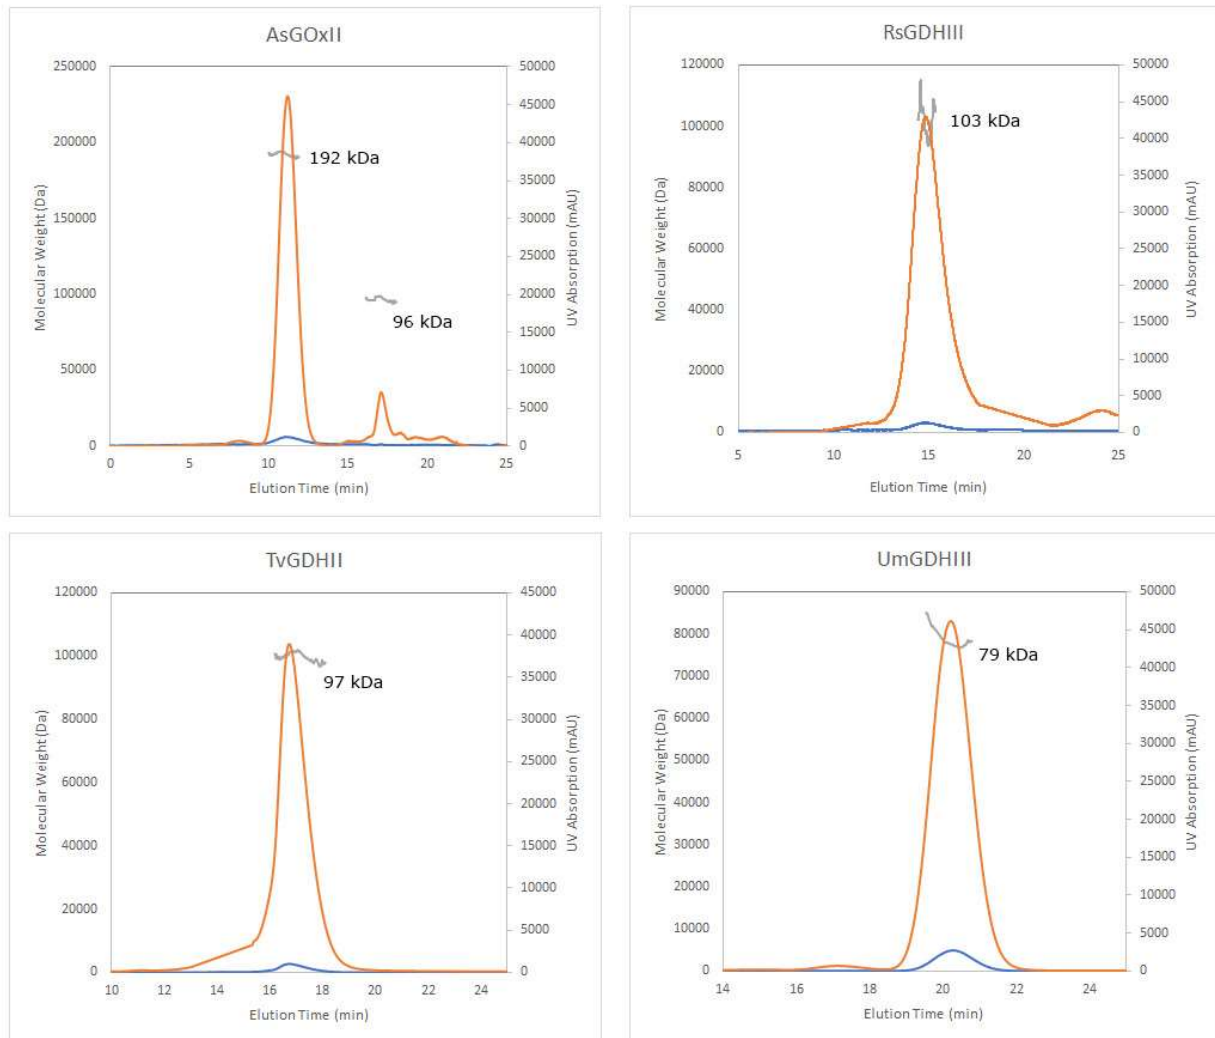 AsGOxII
250000
200000
150000
100000
50000
0
50000
45000
40000
35000
30000
25000
20000
15000
10000
5000
0
Molecular Weight (Da)
UV Absorption (mAU)
192 kDa
96 kDa
0 5 10 15 20 25
Elution Time (min)
RsGDHIII
120000
100000
80000
60000
40000
20000
0
50000
45000
40000
35000
30000
25000
20000
15000
10000
5000
0
Molecular Weight (Da)
UV Absorption (mAU)
103 kDa
5 10 15 20 25
Elution Time (min)
TvGDHII
120000
100000
80000
60000
40000
20000
0
45000
40000
35000
30000
25000
20000
15000
10000
5000
0
Molecular Weight (Da)
UV Absorption (mAU)
97 kDa
10 12 14 16 18 20 22 24
Elution Time (min)
UmGDHIII
90000
80000
70000
60000
50000
40000
30000
20000
10000
0
50000
45000
40000
35000
30000
25000
20000
15000
10000
5000
0
Molecular Weight (Da)
UV Absorption (mAU)
79 kDa
14 16 18 20 22 24
Elution Time (min)